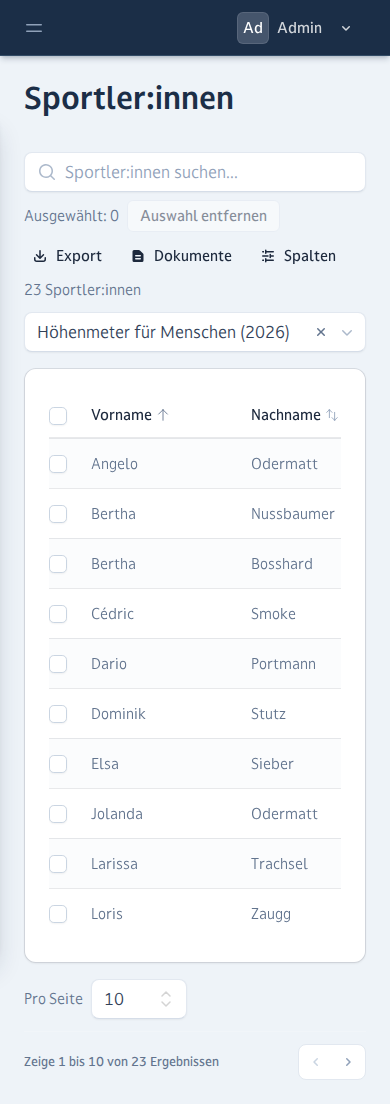 Ad Admin
Sportler:innen
Sportler:innen suchen...
Ausgewählt: 0 Auswahl entfernen
Export Dokumente Spalten
23 Sportler:innen
Höhenmeter für Menschen (2026)
Vorname Nachname
Angelo Odermatt
Bertha Nussbaumer
Bertha Bosshard
Cédric Smoke
Dario Portmann
Dominik Stutz
Elsa Sieber
Jolanda Odermatt
Larissa Trachsel
Loris Zaugg
Pro Seite 10
Zeige 1 bis 10 von 23 Ergebnissen